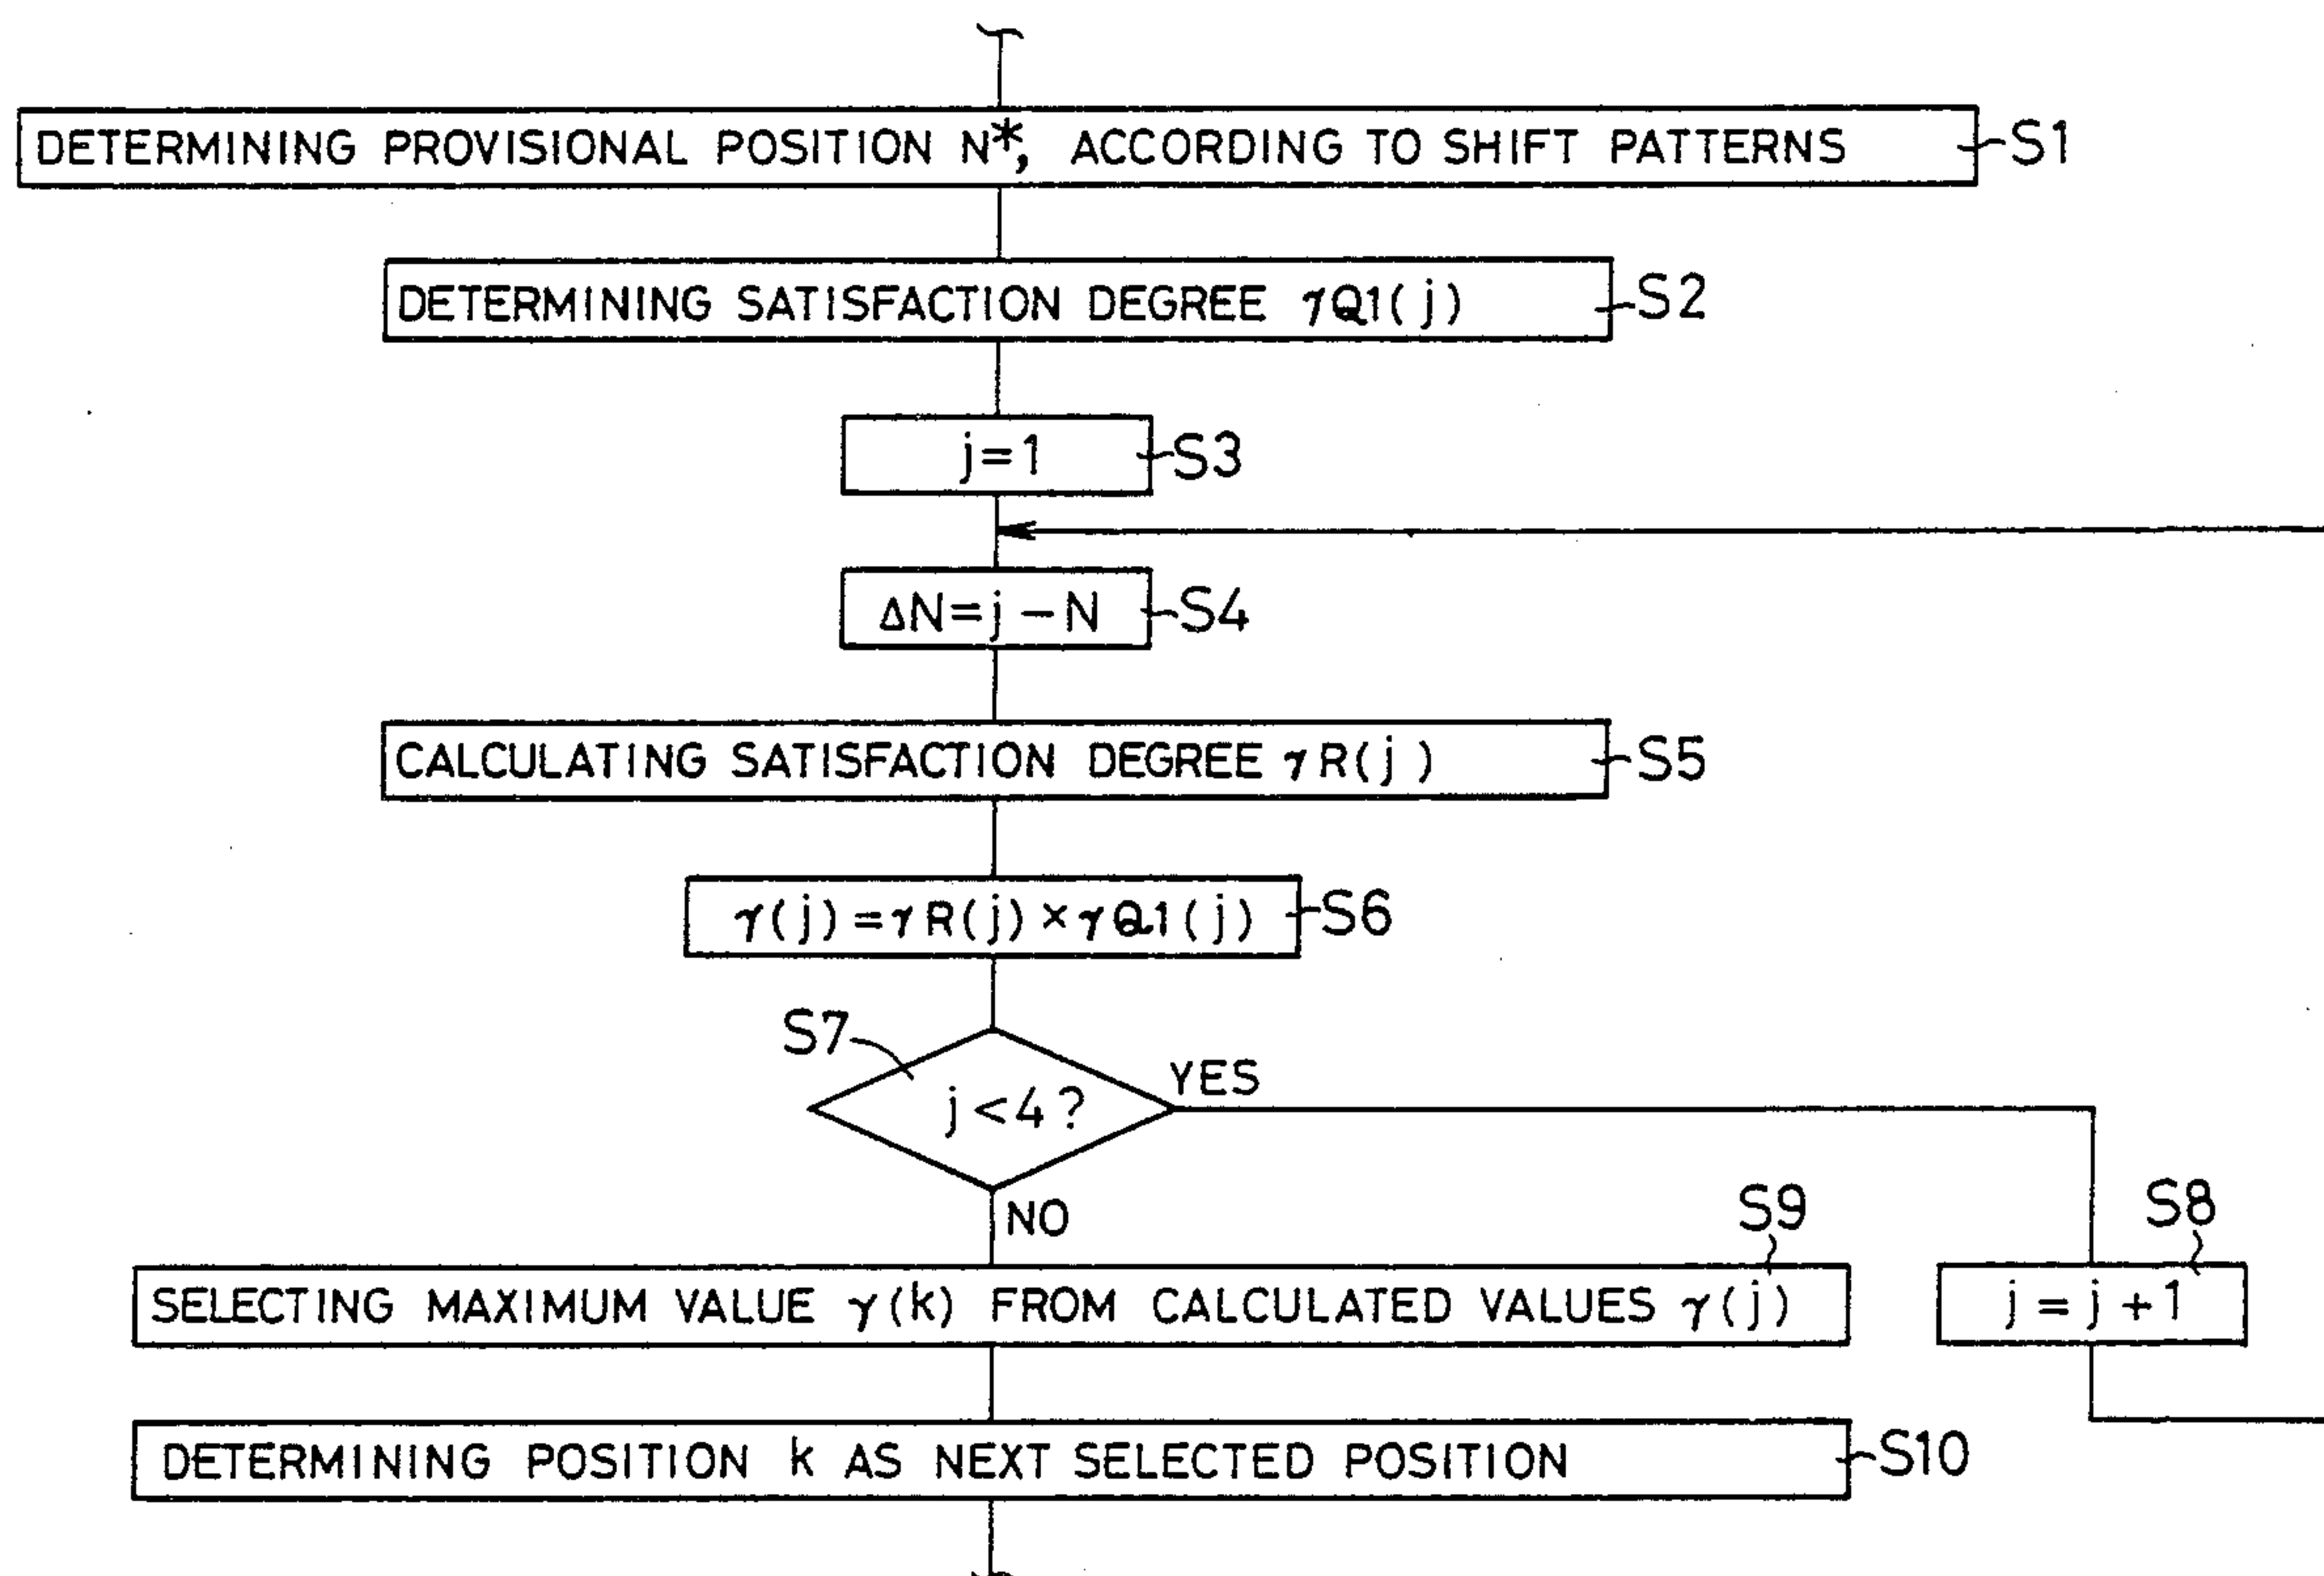 DETERMINING PROVISIONAL POSITION N*, ACCORDING TO SHIFT PATTERNS S1
DETERMINING SATISFACTION DEGREE γQ1(j) S2
j=1 S3
ΔN=j-N S4
CALCULATING SATISFACTION DEGREE γR(j) S5
γ(j)=γR(j)×γQ1(j) S6
S7
j<4?
YES
NO
S9
S8
SELECTING MAXIMUM VALUE γ(k) FROM CALCULATED VALUES γ(j)
j=j+1
DETERMINING POSITION k AS NEXT SELECTED POSITION S10